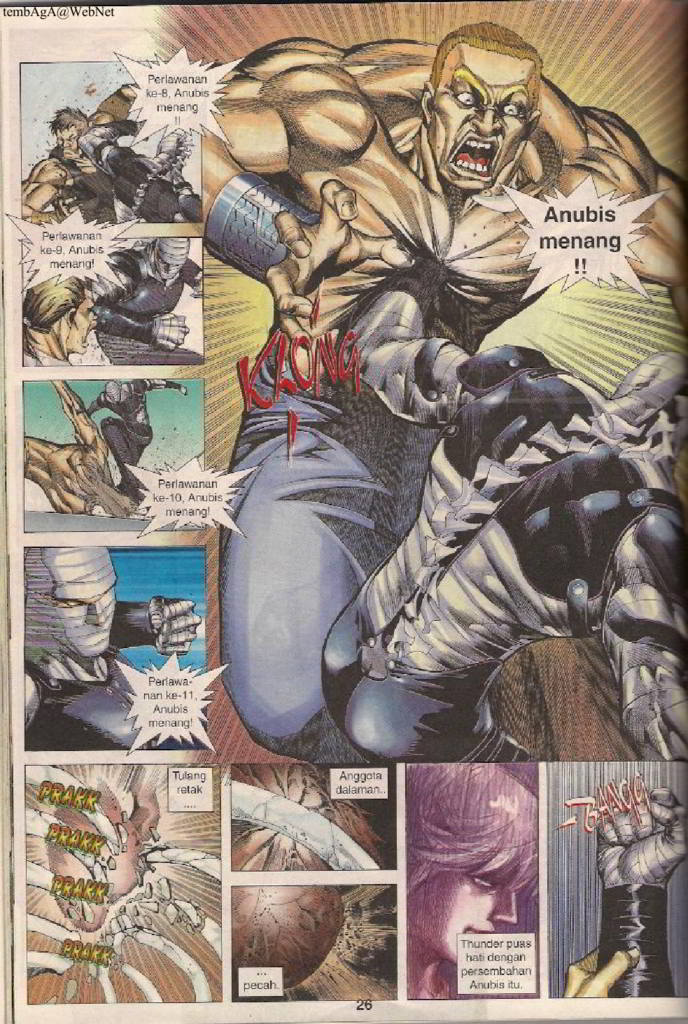 tembAgA@WebNet
Perlawanan
ke-8, Anubis
menang
!!
Perlawanan
ke-9, Anubis
menang!
Anubis
menang
!!
KLONG
Perlawanan
ke-10, Anubis
menang!
Perlawa-
nan ke-11,
Anubis
menang!
PRAKK
PRAKK
PRAKK
PRAKK
Tulang
retak
....
Anggota
dalaman..
...
pecah.
Thunder puas
hati dengan
persembahan
Anubis itu.
26